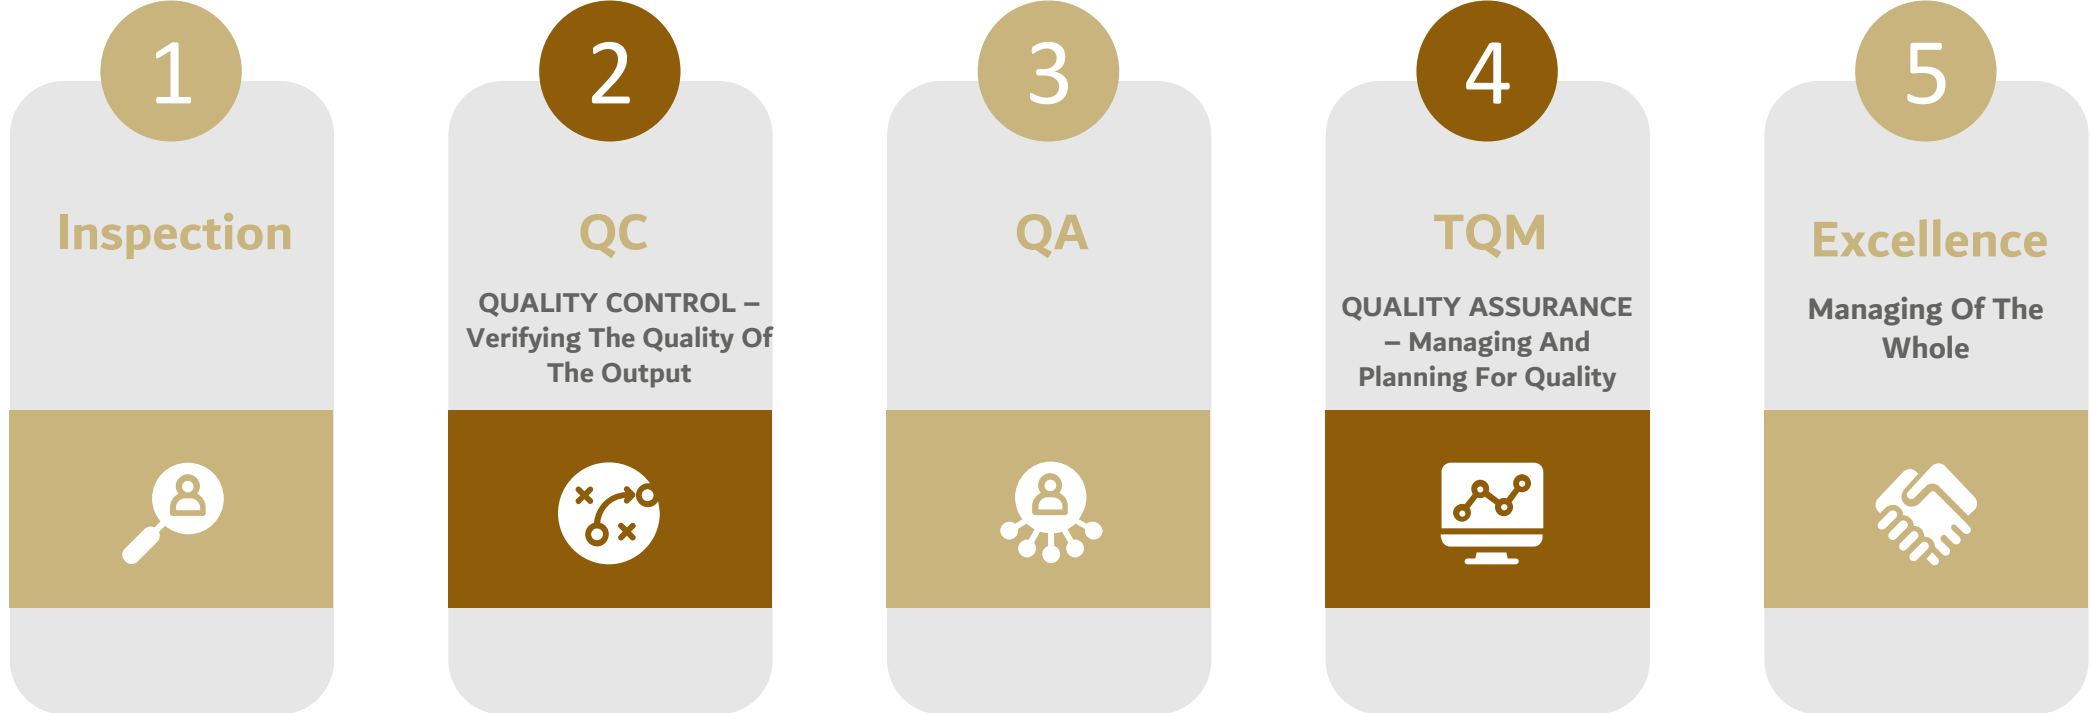 1
Inspection
2
QC
QUALITY CONTROL –
Verifying The Quality Of
The Output
3
QA
4
TQM
QUALITY ASSURANCE
– Managing And
Planning For Quality
5
Excellence
Managing Of The
Whole